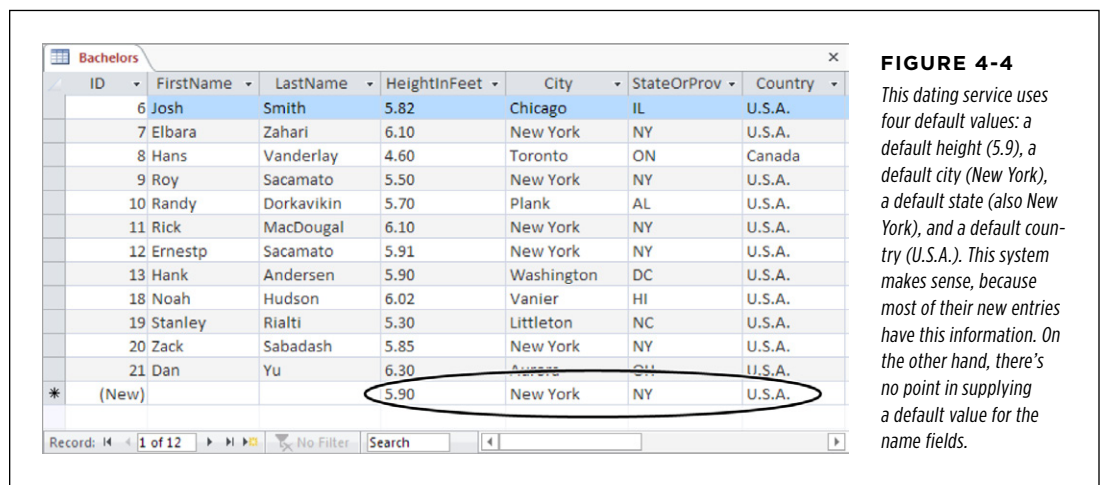 Bachelors
ID FirstName LastName HeightInFeet City StateOrProv Country
6 Josh Smith 5.82 Chicago IL U.S.A.
7 Elbara Zahari 6.10 New York NY U.S.A.
8 Hans Vanderlay 4.60 Toronto ON Canada
9 Roy Sacamato 5.50 New York NY U.S.A.
10 Randy Dorkavikin 5.70 Plank AL U.S.A.
11 Rick MacDougal 6.10 New York NY U.S.A.
12 Ernestp Sacamato 5.91 New York NY U.S.A.
13 Hank Andersen 5.90 Washington DC U.S.A.
18 Noah Hudson 6.02 Vanier HI U.S.A.
19 Stanley Rialti 5.30 Littleton NC U.S.A.
20 Zack Sabadash 5.85 New York NY U.S.A.
21 Dan Yu 6.30 Aurora OH U.S.A.
(New) 5.90 New York NY U.S.A.
Record: 1 of 12 No Filter Search
FIGURE 4-4
This dating service uses
four default values: a
default height (5.9), a
default city (New York),
a default state (also New
York), and a default coun-
try (U.S.A.). This system
makes sense, because
most of their new entries
have this information. On
the other hand, there's
no point in supplying
a default value for the
name fields.